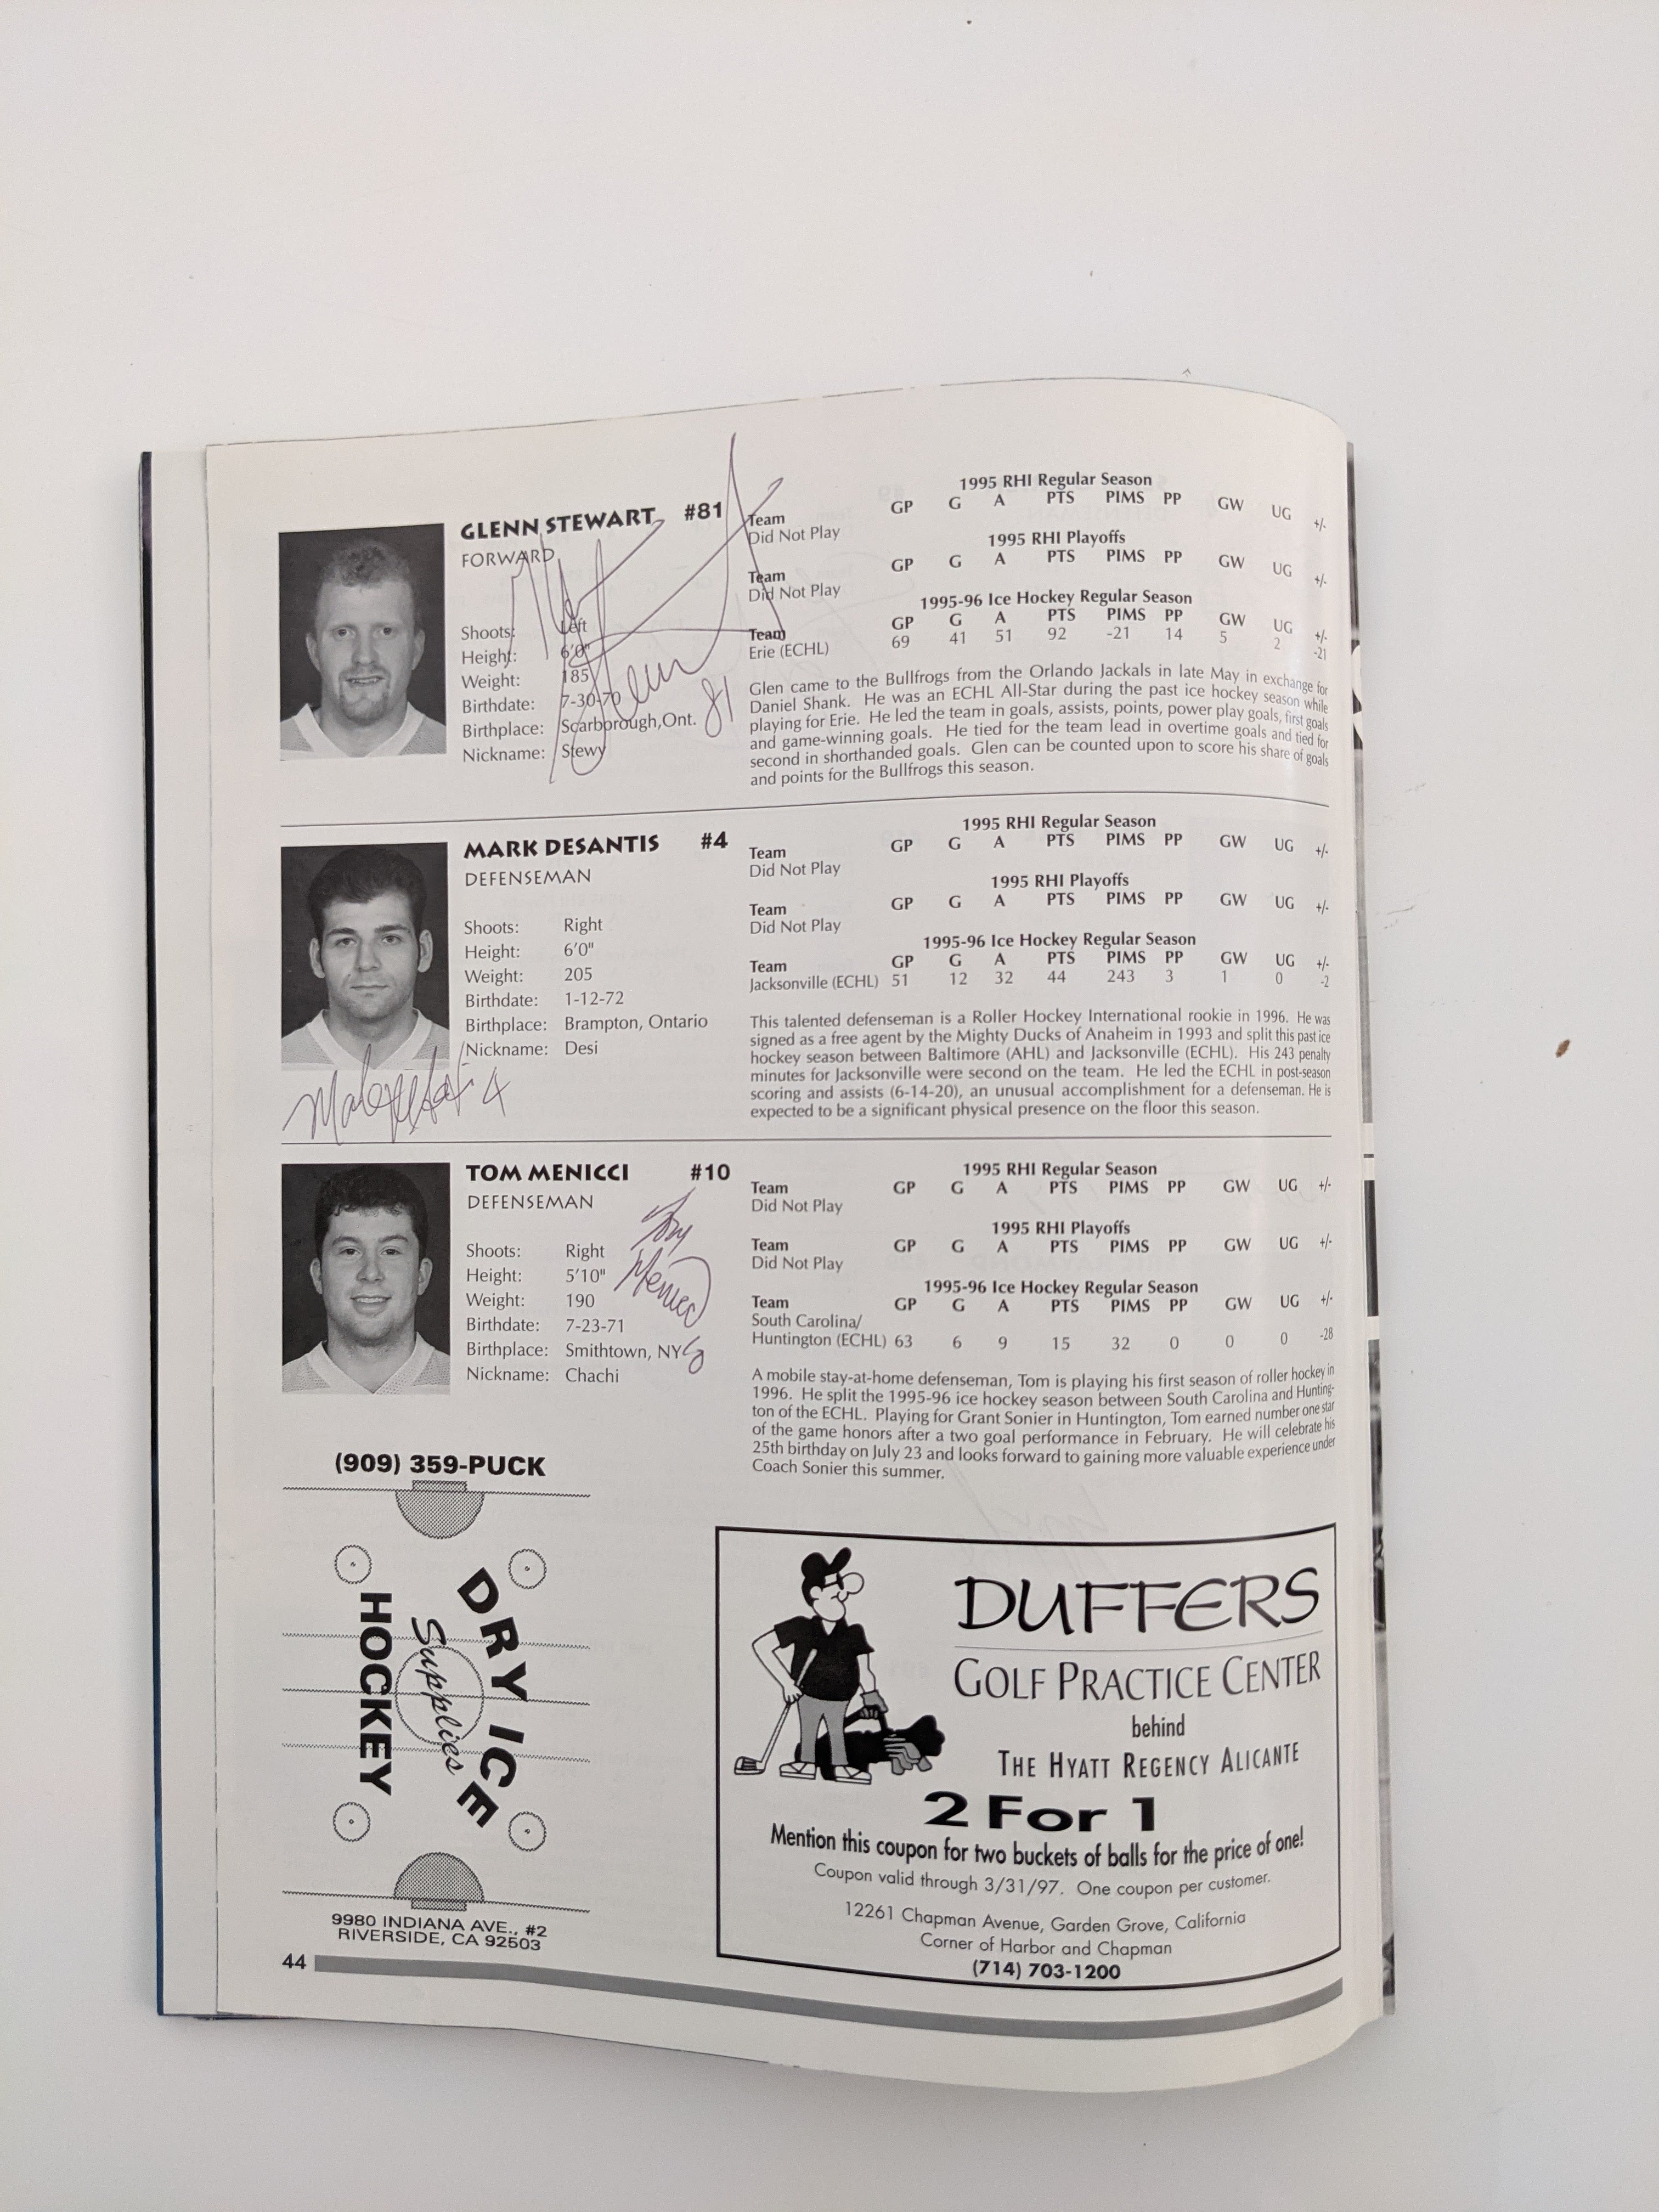 GLENN STEWART #81
FORWARD
Shoots: Left
Height: 6'0"
Weight: 185
Birthdate: 7-30-70
Birthplace: Scarborough,Ont.
Nickname: Stewy
81
1995 RHI Regular Season
Team GP G A PTS PIMS PP GW UG +/-
Did Not Play
1995 RHI Playoffs
Team GP G A PTS PIMS PP GW UG +/-
Did Not Play
1995-96 Ice Hockey Regular Season
Team GP G A PTS PIMS PP GW UG +/-
Erie (ECHL) 69 41 51 92 -21 14 5 2 -21
Glen came to the Bullfrogs from the Orlando Jackals in late May in exchange for
Daniel Shank. He was an ECHL All-Star during the past ice hockey season while
playing for Erie. He led the team in goals, assists, points, power play goals, first goals
and game-winning goals. He tied for the team lead in overtime goals and tied for
second in shorthanded goals. Glen can be counted upon to score his share of goals
and points for the Bullfrogs this season.
MARK DESANTIS #4
DEFENSEMAN
Shoots: Right
Height: 6'0"
Weight: 205
Birthdate: 1-12-72
Birthplace: Brampton, Ontario
Nickname: Desi
4
1995 RHI Regular Season
Team GP G A PTS PIMS PP GW UG +/-
Did Not Play
1995 RHI Playoffs
Team GP G A PTS PIMS PP GW UG +/-
Did Not Play
1995-96 Ice Hockey Regular Season
Team GP G A PTS PIMS PP GW UG +/-
Jacksonville (ECHL) 51 12 32 44 243 3 1 0 -2
This talented defenseman is a Roller Hockey International rookie in 1996. He was
signed as a free agent by the Mighty Ducks of Anaheim in 1993 and split this past ice
hockey season between Baltimore (AHL) and Jacksonville (ECHL). His 243 penalty
minutes for Jacksonville were second on the team. He led the ECHL in post-season
scoring and assists (6-14-20), an unusual accomplishment for a defenseman. He is
expected to be a significant physical presence on the floor this season.
TOM MENICCI #10
DEFENSEMAN
Shoots: Right
Height: 5'10"
Weight: 190
Birthdate: 7-23-71
Birthplace: Smithtown, NY
Nickname: Chachi
Tom
Menicci
1995 RHI Regular Season
Team GP G A PTS PIMS PP GW UG +/-
Did Not Play
1995 RHI Playoffs
Team GP G A PTS PIMS PP GW UG +/-
Did Not Play
1995-96 Ice Hockey Regular Season
Team GP G A PTS PIMS PP GW UG +/-
South Carolina/
Huntington (ECHL) 63 6 9 15 32 0 0 0 -28
A mobile stay-at-home defenseman, Tom is playing his first season of roller hockey in
1996. He split the 1995-96 ice hockey season between South Carolina and Hunting-
ton of the ECHL. Playing for Grant Sonier in Huntington, Tom earned number one star
of the game honors after a two goal performance in February. He will celebrate his
25th birthday on July 23 and looks forward to gaining more valuable experience under
Coach Sonier this summer.
(909) 359-PUCK
DRY ICE
Supplies
HOCKEY
9980 INDIANA AVE., #2
RIVERSIDE, CA 92503
DUFFERS
GOLF PRACTICE CENTER
behind
THE HYATT REGENCY ALICANTE
2 For 1
Mention this coupon for two buckets of balls for the price of one!
Coupon valid through 3/31/97. One coupon per customer.
12261 Chapman Avenue, Garden Grove, California
Corner of Harbor and Chapman
(714) 703-1200
44